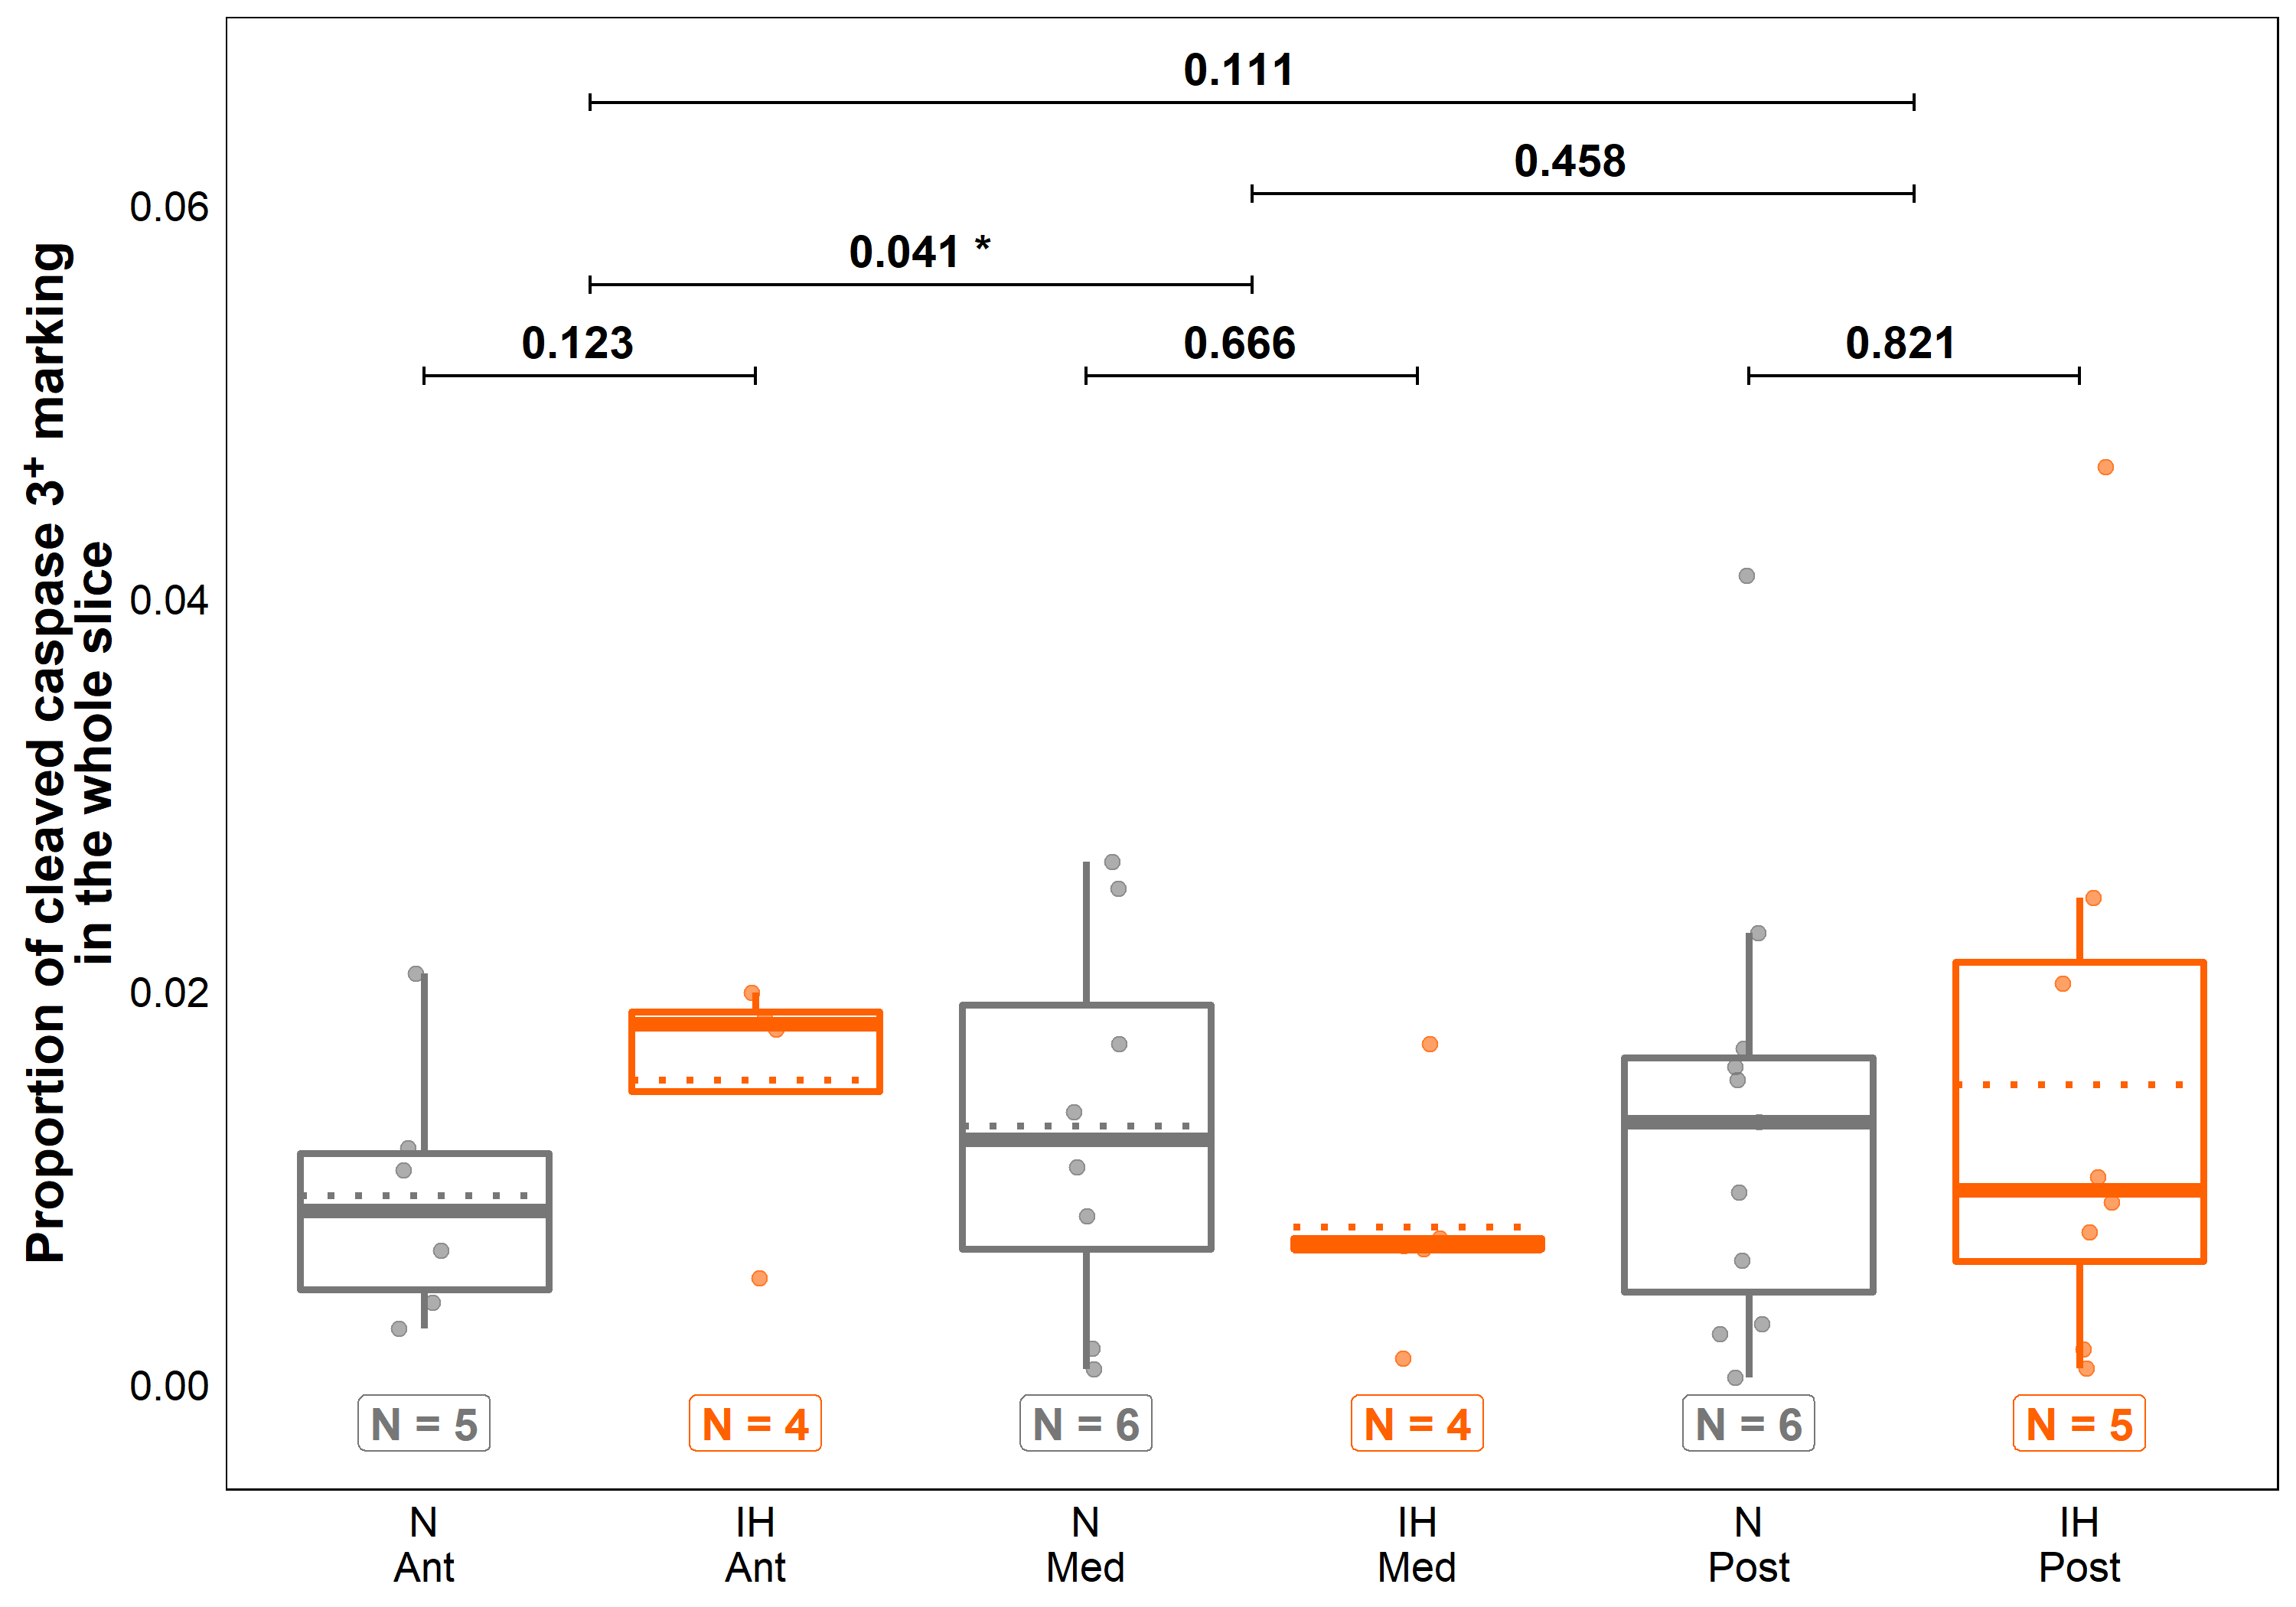 Proportion of cleaved caspase 3⁺ marking
in the whole slice
0.06
0.04
0.02
0.00
0.111
0.458
0.041 *
0.123
0.666
0.821
N = 5
N = 4
N = 6
N = 4
N = 6
N = 5
N
Ant
IH
Ant
N
Med
IH
Med
N
Post
IH
Post